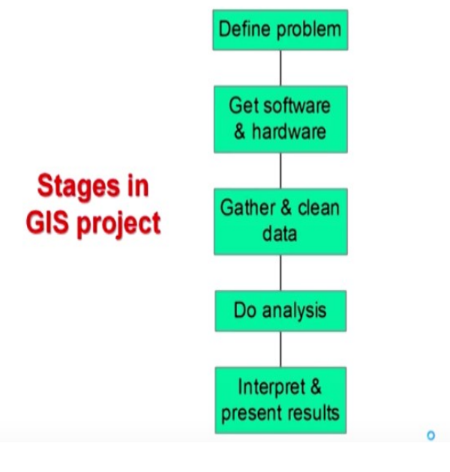 Define problem
Get software
& hardware
Stages in
GIS project
Gather & clean
data
Do analysis
Interpret &
present results